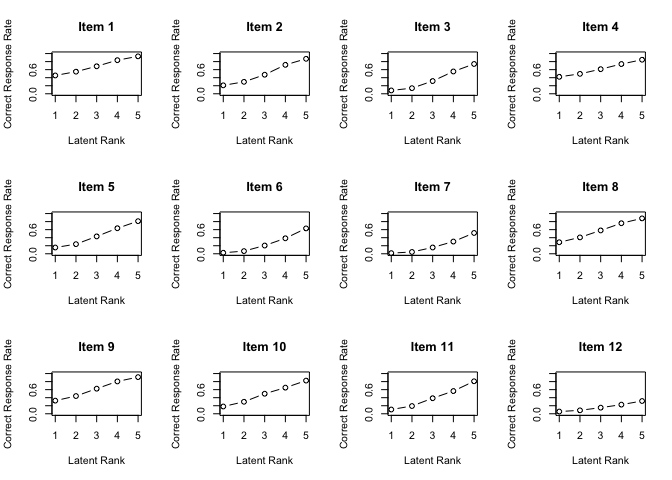 Item 1
Correct Response Rate
0.0 0.6
1 2 3 4 5
Latent Rank
Item 2
Correct Response Rate
0.0 0.6
1 2 3 4 5
Latent Rank
Item 3
Correct Response Rate
0.0 0.6
1 2 3 4 5
Latent Rank
Item 4
Correct Response Rate
0.0 0.6
1 2 3 4 5
Latent Rank
Item 5
Correct Response Rate
0.0 0.6
1 2 3 4 5
Latent Rank
Item 6
Correct Response Rate
0.0 0.6
1 2 3 4 5
Latent Rank
Item 7
Correct Response Rate
0.0 0.6
1 2 3 4 5
Latent Rank
Item 8
Correct Response Rate
0.0 0.6
1 2 3 4 5
Latent Rank
Item 9
Correct Response Rate
0.0 0.6
1 2 3 4 5
Latent Rank
Item 10
Correct Response Rate
0.0 0.6
1 2 3 4 5
Latent Rank
Item 11
Correct Response Rate
0.0 0.6
1 2 3 4 5
Latent Rank
Item 12
Correct Response Rate
0.0 0.6
1 2 3 4 5
Latent Rank